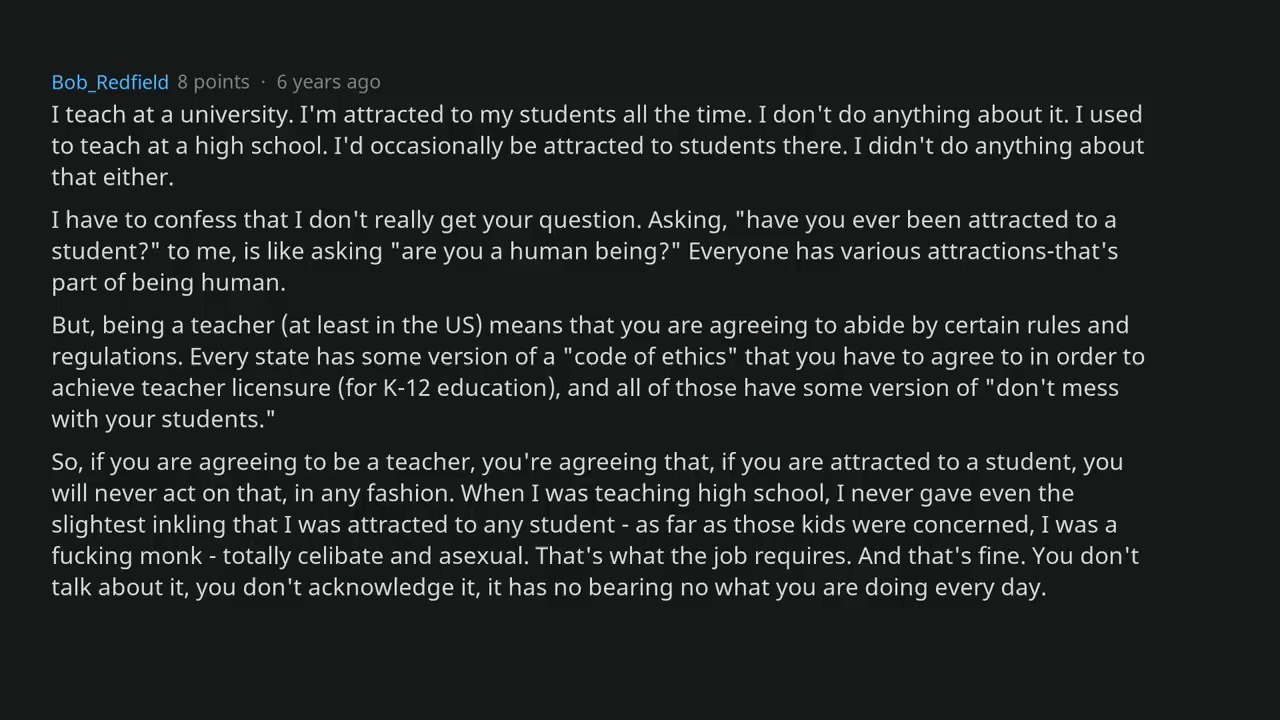 Bob_Redfield 8 points · 6 years ago
I teach at a university. I'm attracted to my students all the time. I don't do anything about it. I used
to teach at a high school. I'd occasionally be attracted to students there. I didn't do anything about
that either.
I have to confess that I don't really get your question. Asking, "have you ever been attracted to a
student?" to me, is like asking "are you a human being?" Everyone has various attractions-that's
part of being human.
But, being a teacher (at least in the US) means that you are agreeing to abide by certain rules and
regulations. Every state has some version of a "code of ethics" that you have to agree to in order to
achieve teacher licensure (for K-12 education), and all of those have some version of "don't mess
with your students."
So, if you are agreeing to be a teacher, you're agreeing that, if you are attracted to a student, you
will never act on that, in any fashion. When I was teaching high school, I never gave even the
slightest inkling that I was attracted to any student - as far as those kids were concerned, I was a
fucking monk - totally celibate and asexual. That's what the job requires. And that's fine. You don't
talk about it, you don't acknowledge it, it has no bearing no what you are doing every day.